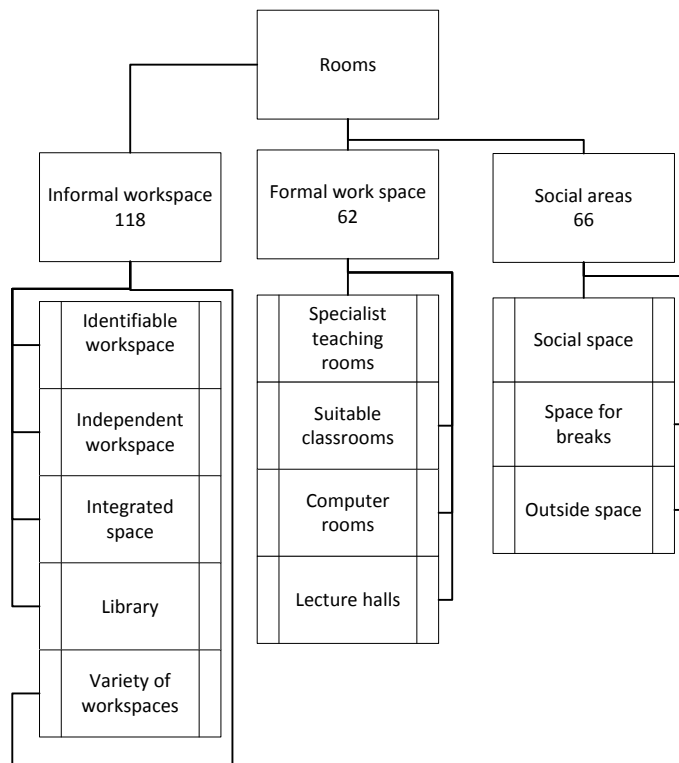 Rooms
Informal workspace
118
Formal work space
62
Social areas
66
Identifiable
workspace
Independent
workspace
Integrated
space
Library
Variety of
workspaces
Specialist
teaching
rooms
Suitable
classrooms
Computer
rooms
Lecture halls
Social space
Space for
breaks
Outside space